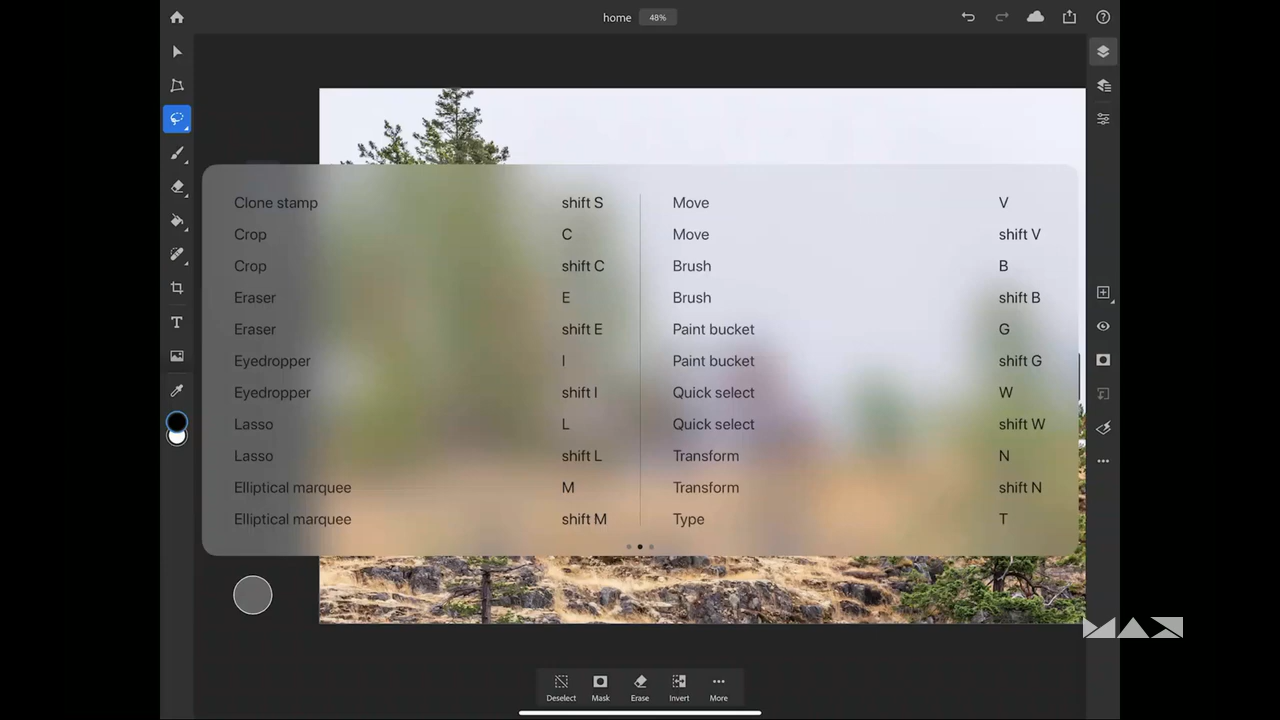 home 48%
Clone stamp shift S
Crop C
Crop shift C
Eraser E
Eraser shift E
Eyedropper I
Eyedropper shift I
Lasso L
Lasso shift L
Elliptical marquee M
Elliptical marquee shift M
Move V
Move shift V
Brush B
Brush shift B
Paint bucket G
Paint bucket shift G
Quick select W
Quick select shift W
Transform N
Transform shift N
Type T
Deselect Mask Erase Invert More
MAX